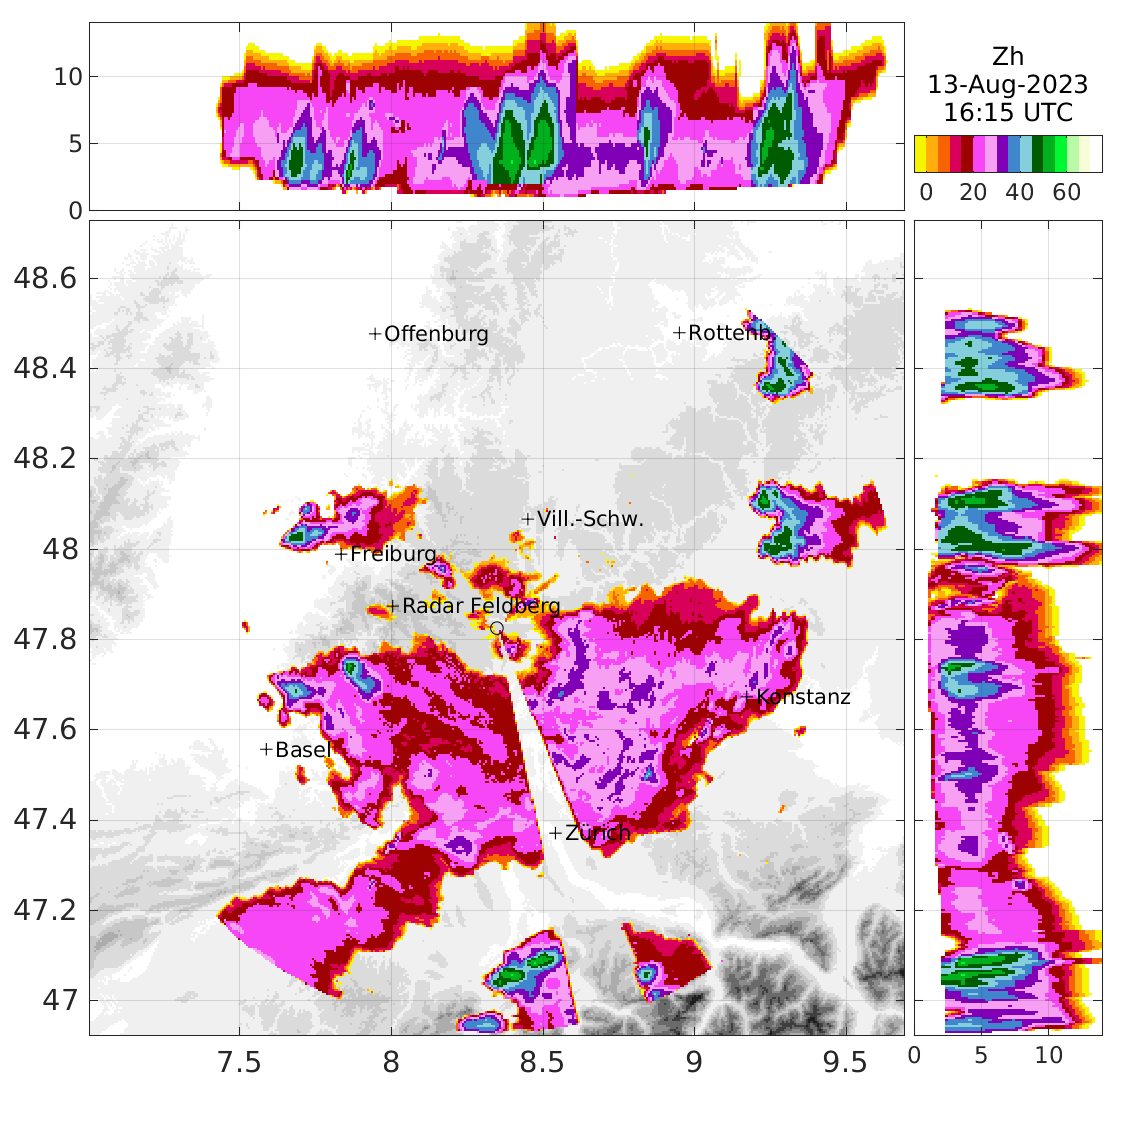 10
5
0
Zh
13-Aug-2023
16:15 UTC
0 20 40 60
48.6
48.4
48.2
48
47.8
47.6
47.4
47.2
47
+Offenburg
+Rottenb.
+Vill.-Schw.
+Freiburg
+Radar Feldberg
+Konstanz
+Basel
+Zürich
7.5 8 8.5 9 9.5
0 5 10